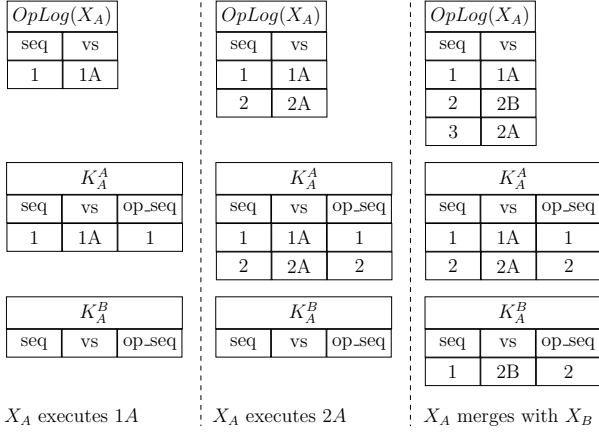 OpLog(X_A) OpLog(X_A) OpLog(X_A)
seq vs seq vs seq vs
1 1A 1 1A 1 1A
2 2A 2 2B
3 2A
K_A^A K_A^A K_A^A
seq vs op_seq seq vs op_seq seq vs op_seq
1 1A 1 1 1A 1 1 1A 1
2 2A 2 2 2A 2
K_A^B K_A^B K_A^B
seq vs op_seq seq vs op_seq seq vs op_seq
1 2B 2
X_A executes 1A X_A executes 2A X_A merges with X_B